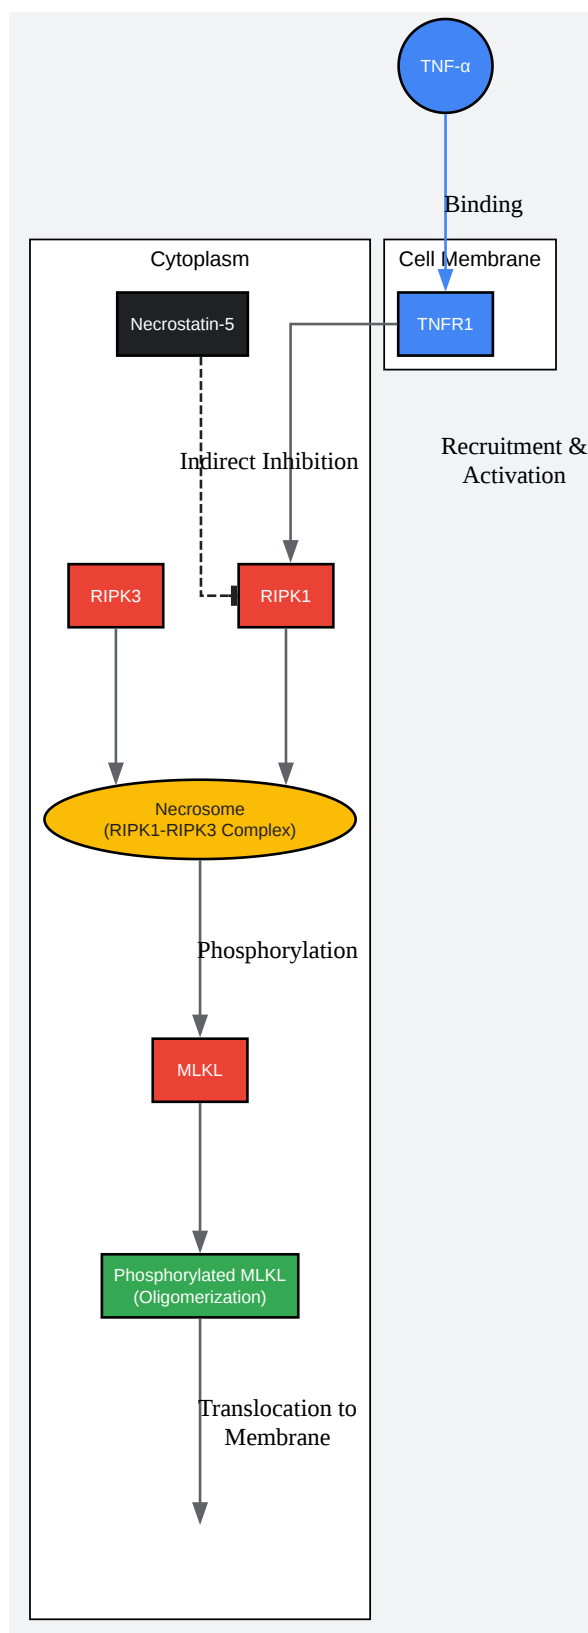 TNF-α
Binding
Cytoplasm
Cell Membrane
Necrostatin-5
TNFR1
Indirect Inhibition
Recruitment &
Activation
RIPK3
RIPK1
Necrosome
(RIPK1-RIPK3 Complex)
Phosphorylation
MLKL
Phosphorylated MLKL
(Oligomerization)
Translocation to
Membrane